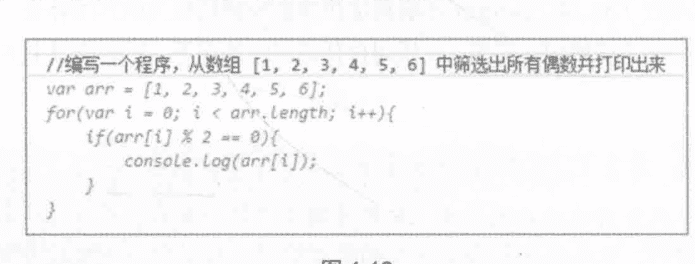 //编写一个程序，从数组 [1, 2, 3, 4, 5, 6] 中筛选出所有偶数并打印出来
var arr = [1, 2, 3, 4, 5, 6];
for(var i = 0; i < arr.length; i++){
    if(arr[i] % 2 == 0){
        console.log(arr[i]);
    }
}